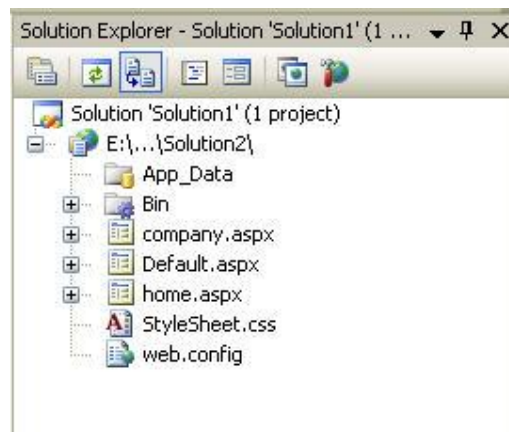 Solution Explorer - Solution 'Solution1' (1 ...
Solution 'Solution1' (1 project)
E:\...\Solution2\
App_Data
Bin
company.aspx
Default.aspx
home.aspx
StyleSheet.css
web.config